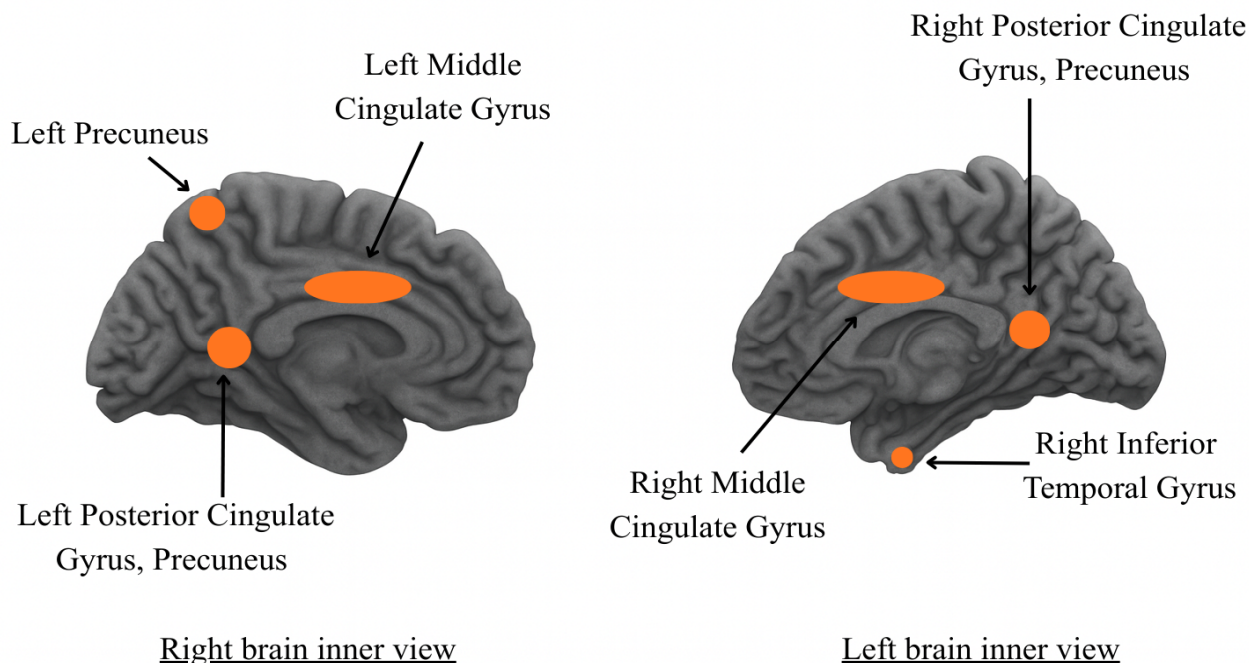 Left Middle
Cingulate Gyrus
Left Precuneus
Left Posterior Cingulate
Gyrus, Precuneus
Right brain inner view
Right Posterior Cingulate
Gyrus, Precuneus
Right Middle
Cingulate Gyrus
Right Inferior
Temporal Gyrus
Left brain inner view